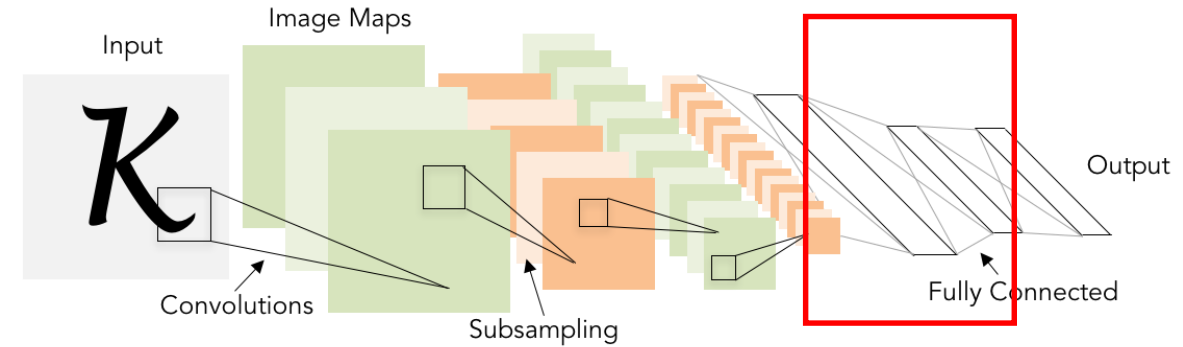 Image Maps
Input
K
Output
Convolutions
Fully Connected
Subsampling